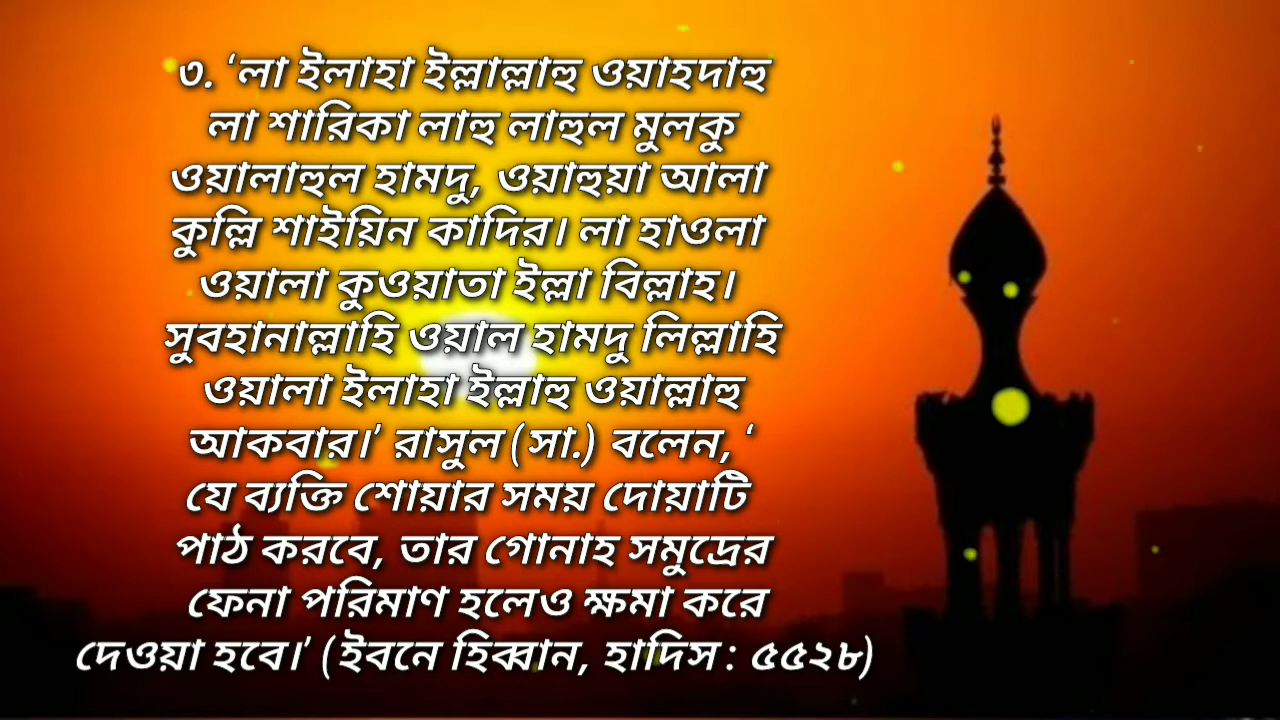 ৩. ‘লা ইলাহা ইল্লাল্লাহু ওয়াহদাহু
লা শারিকা লাহু লাহুল মুলকু
ওয়ালাহুল হামদু, ওয়াহুয়া আলা
কুল্লি শাইয়িন কাদির। লা হাওলা
ওয়ালা কুওয়াতা ইল্লা বিল্লাহ।
সুবহানাল্লাহি ওয়াল হামদু লিল্লাহি
ওয়ালা ইলাহা ইল্লাহু ওয়াল্লাহু
আকবার।’ রাসুল (সা.) বলেন, ‘
যে ব্যক্তি শোয়ার সময় দোয়াটি
পাঠ করবে, তার গোনাহ সমুদ্রের
ফেনা পরিমাণ হলেও ক্ষমা করে
দেওয়া হবে।’ (ইবনে হিব্বান, হাদিস : ৫৫২৮)